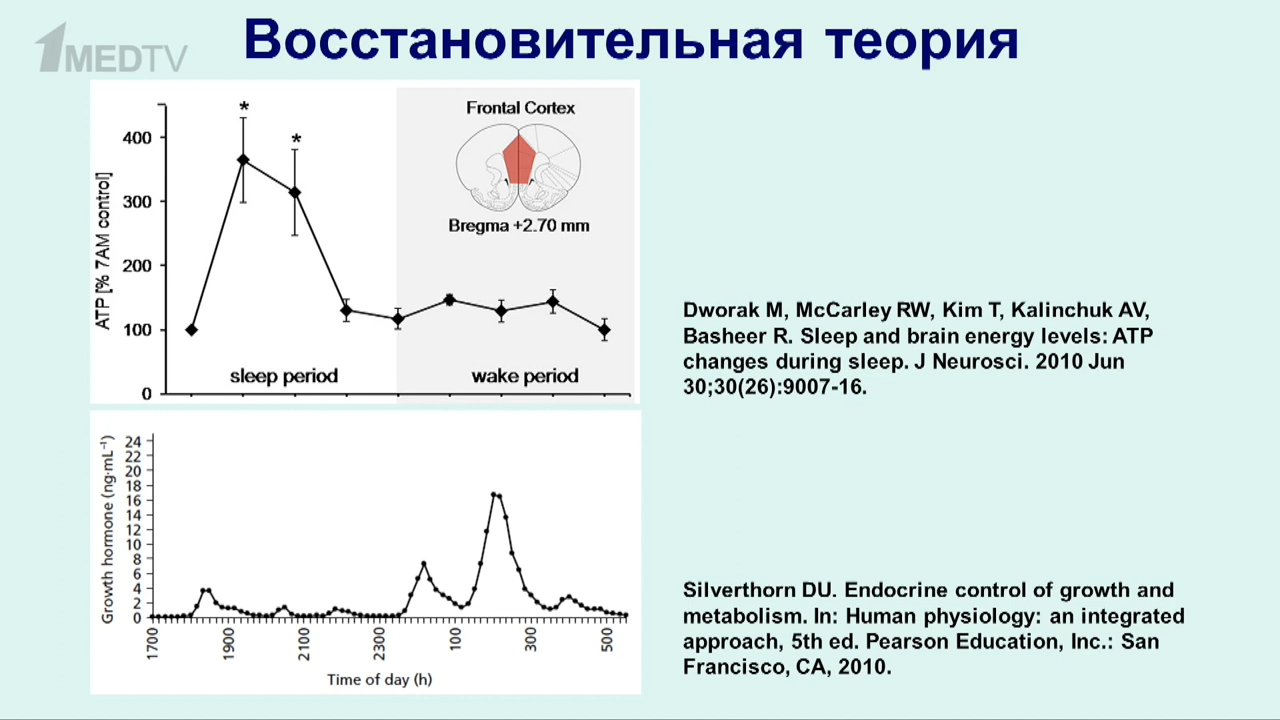 1MEDTV
Восстановительная теория
*
*
Frontal Cortex
Bregma +2.70 mm
ATP [% 7AM control]
400
300
200
100
0
sleep period
wake period
Dworak M, McCarley RW, Kim T, Kalinchuk AV,
Basheer R. Sleep and brain energy levels: ATP
changes during sleep. J Neurosci. 2010 Jun
30;30(26):9007-16.
Growth hormone (ng·mL⁻¹)
24
22
20
18
16
14
12
10
8
6
4
2
0
1700
1900
2100
2300
100
300
500
Time of day (h)
Silverthorn DU. Endocrine control of growth and
metabolism. In: Human physiology: an integrated
approach, 5th ed. Pearson Education, Inc.: San
Francisco, CA, 2010.